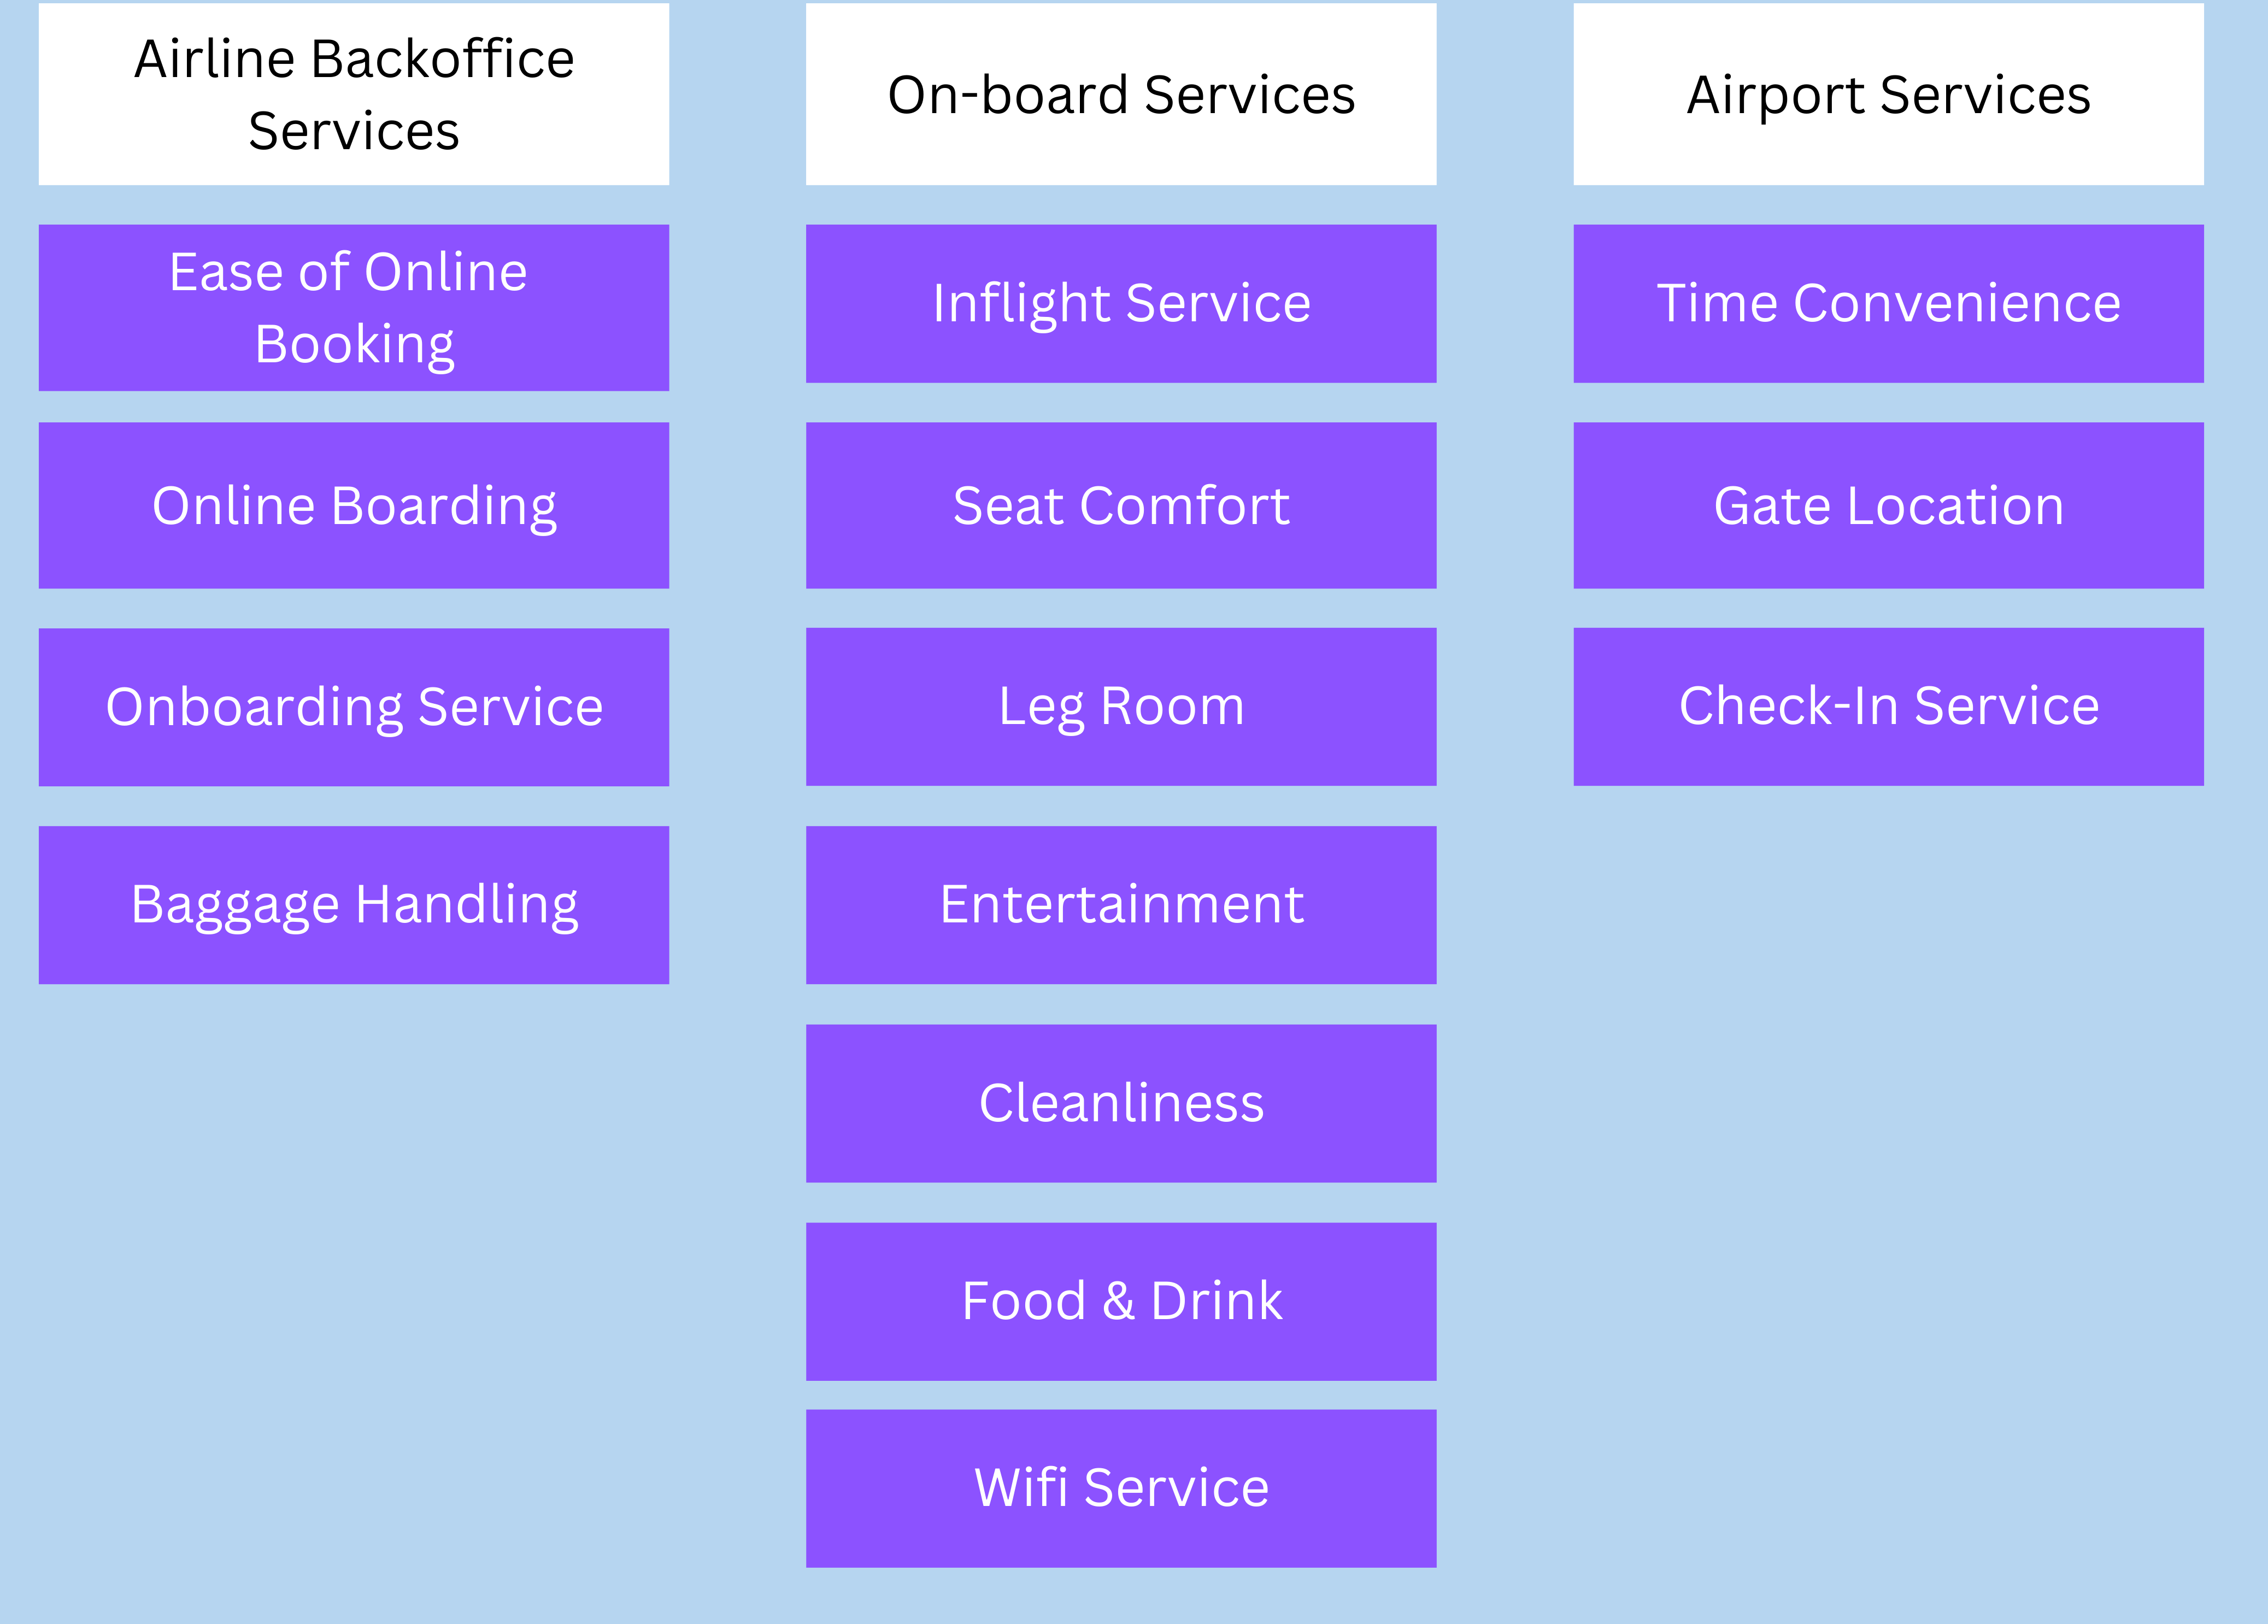 Airline Backoffice
Services
Ease of Online
Booking
Online Boarding
Onboarding Service
Baggage Handling
On-board Services
Inflight Service
Seat Comfort
Leg Room
Entertainment
Cleanliness
Food & Drink
Wifi Service
Airport Services
Time Convenience
Gate Location
Check-In Service